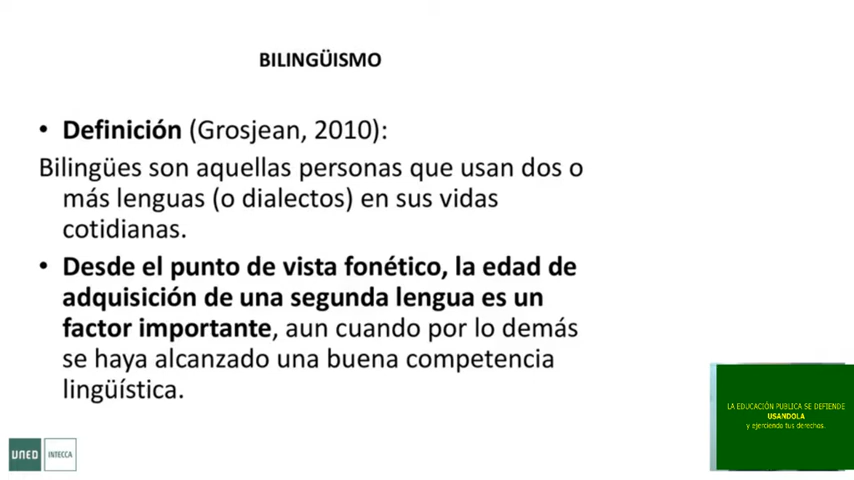 BILINGÜISMO
• Definición (Grosjean, 2010):
Bilingües son aquellas personas que usan dos o
más lenguas (o dialectos) en sus vidas
cotidianas.
• Desde el punto de vista fonético, la edad de
adquisición de una segunda lengua es un
factor importante, aun cuando por lo demás
se haya alcanzado una buena competencia
lingüística.
LA EDUCACIÓN PUBLICA SE DEFIENDE
USANDOLA
y ejerciendo tus derechos.
UNED INTECCA